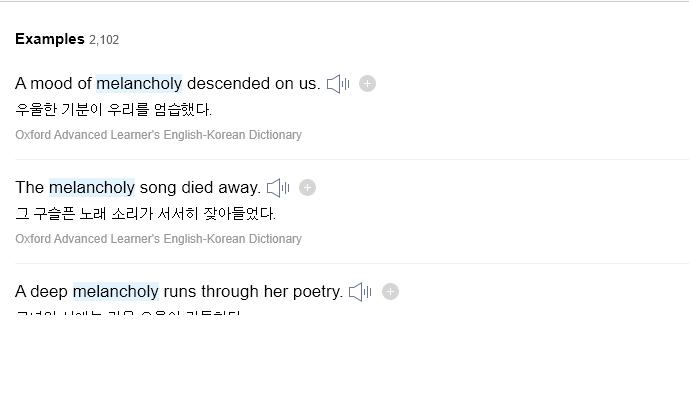 Examples 2,102
A mood of melancholy descended on us.
우울한 기분이 우리를 엄습했다.
Oxford Advanced Learner's English-Korean Dictionary
The melancholy song died away.
그 구슬픈 노래 소리가 서서히 잦아들었다.
Oxford Advanced Learner's English-Korean Dictionary
A deep melancholy runs through her poetry.